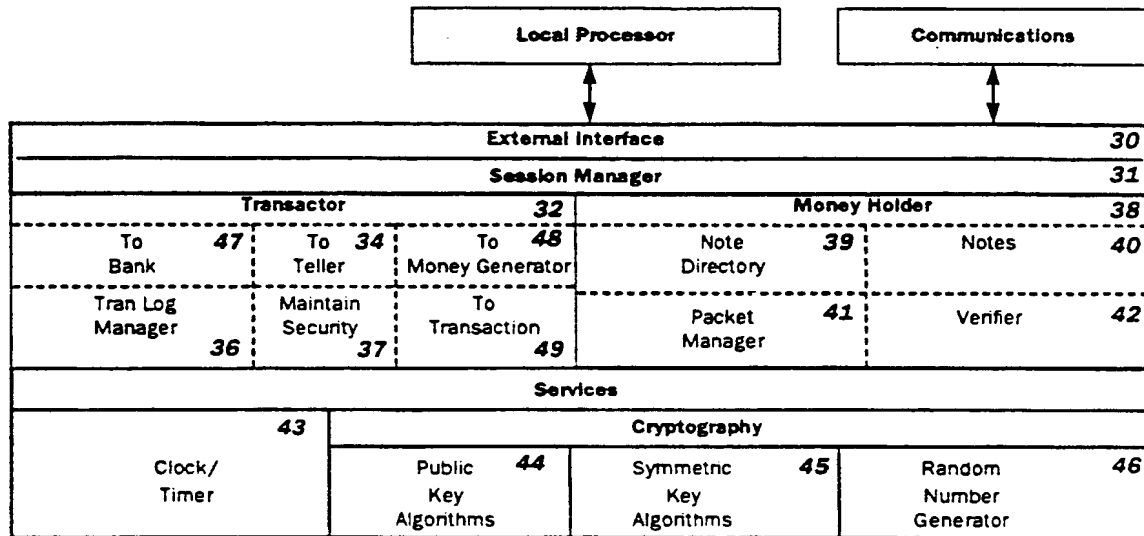 Local Processor
Communications
External Interface 30
Session Manager 31
Transactor 32
Money Holder 38
To 47
Bank
To 34
Teller
To 48
Money Generator
Note 39
Directory
Notes 40
Tran Log
Manager
36
Maintain
Security
37
To
Transaction
49
Packet 41
Manager
Verifier 42
Services
43
Clock/
Timer
Cryptography
Public 44
Key
Algorithms
Symmetric 45
Key
Algorithms
Random 46
Number
Generator